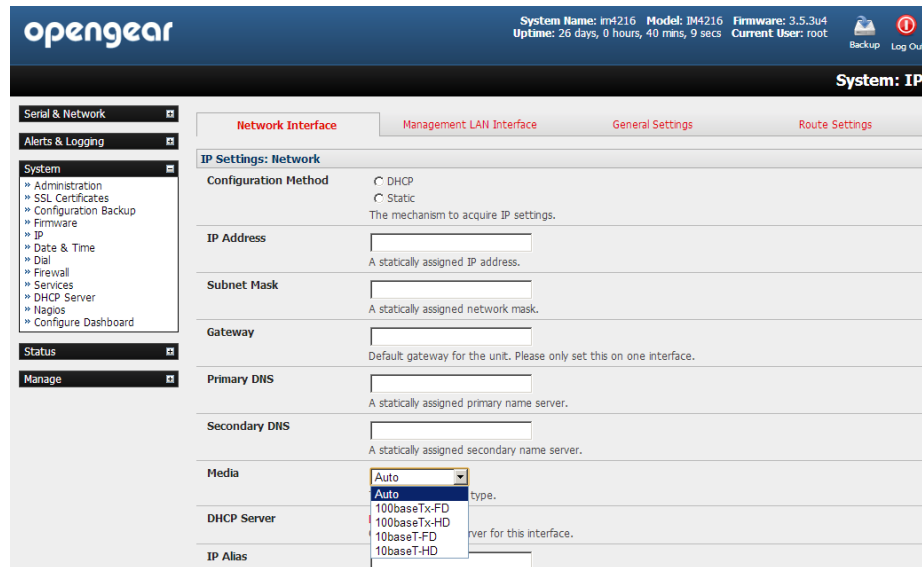 opengear
System Name: im4216 Model: IM4216 Firmware: 3.5.3u4
Uptime: 26 days, 0 hours, 40 mins, 9 secs Current User: root
Backup
Log Ou
System: IP
Serial & Network
Alerts & Logging
System
» Administration
» SSL Certificates
» Configuration Backup
» Firmware
» IP
» Date & Time
» Dial
» Firewall
» Services
» DHCP Server
» Nagios
» Configure Dashboard
Status
Manage
Network Interface
Management LAN Interface
General Settings
Route Settings
IP Settings: Network
Configuration Method
DHCP
Static
The mechanism to acquire IP settings.
IP Address
A statically assigned IP address.
Subnet Mask
A statically assigned network mask.
Gateway
Default gateway for the unit. Please only set this on one interface.
Primary DNS
A statically assigned primary name server.
Secondary DNS
A statically assigned secondary name server.
Media
Auto
Auto
100baseTx-FD
100baseTx-HD
10baseT-FD
10baseT-HD
type.
DHCP Server
rver for this interface.
IP Alias